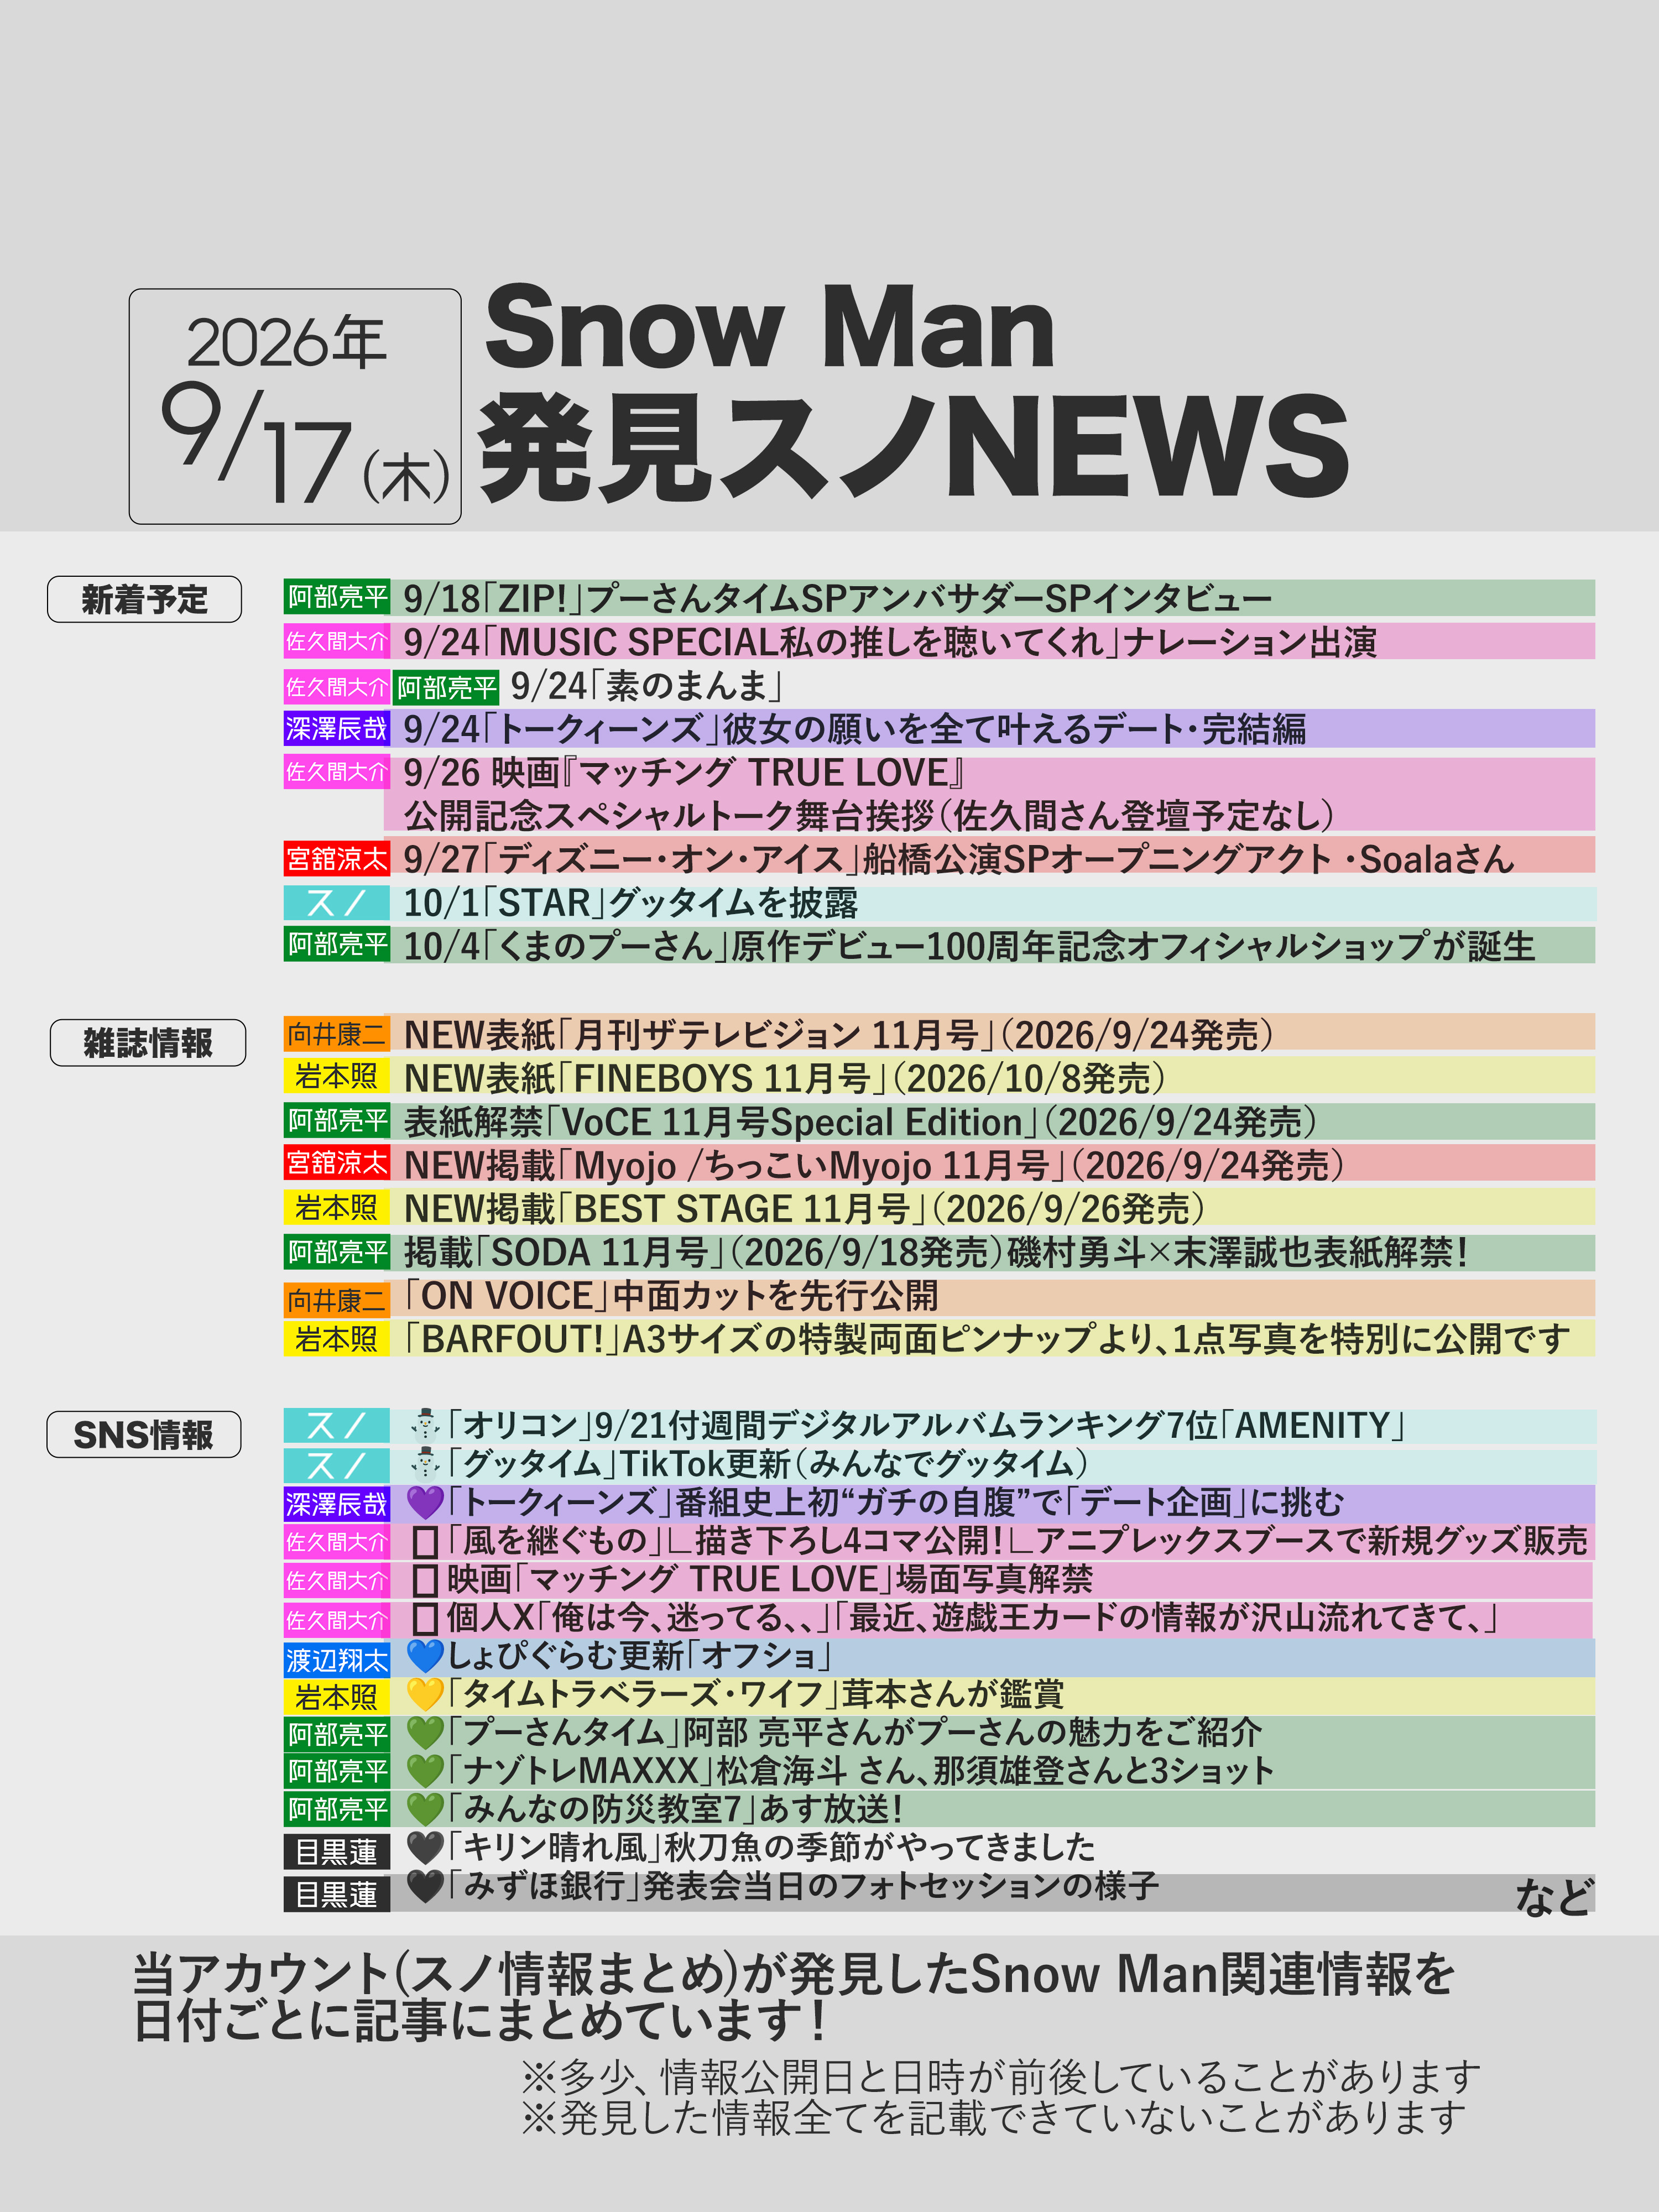 2026年
9/17(木)
Snow Man
発見スノNEWS
新着予定
阿部亮平 9/18「ZIP!」プーさんタイムSPアンバサダーSPインタビュー
佐久間大介 9/24「MUSIC SPECIAL私の推しを聴いてくれ」ナレーション出演
佐久間大介 阿部亮平 9/24「素のまんま」
深澤辰哉 9/24「トークィーンズ」彼女の願いを全て叶えるデート・完結編
佐久間大介 9/26 映画『マッチング TRUE LOVE』
公開記念スペシャルトーク舞台挨拶(佐久間さん登壇予定なし)
宮舘涼太 9/27「ディズニー・オン・アイス」船橋公演SPオープニングアクト ・Soalaさん
スノ 10/1「STAR」グッタイムを披露
阿部亮平 10/4「くまのプーさん」原作デビュー100周年記念オフィシャルショップが誕生
雑誌情報
向井康二 NEW表紙「月刊ザテレビジョン 11月号」(2026/9/24発売)
岩本照 NEW表紙「FINEBOYS 11月号」(2026/10/8発売)
阿部亮平 表紙解禁「VoCE 11月号Special Edition」(2026/9/24発売)
宮舘涼太 NEW掲載「Myojo /ちっこいMyojo 11月号」(2026/9/24発売)
岩本照 NEW掲載「BEST STAGE 11月号」(2026/9/26発売)
阿部亮平 掲載「SODA 11月号」(2026/9/18発売)磯村勇斗×末澤誠也表紙解禁!
向井康二 「ON VOICE」中面カットを先行公開
岩本照 「BARFOUT!」A3サイズの特製両面ピンナップより、1点写真を特別に公開です
SNS情報
スノ ⛄「オリコン」9/21付週間デジタルアルバムランキング7位「AMENITY」
スノ ⛄「グッタイム」TikTok更新(みんなでグッタイム)
深澤辰哉 💜「トークィーンズ」番組史上初“ガチの自腹”で「デート企画」に挑む
佐久間大介 「風を継ぐもの」∟描き下ろし4コマ公開!∟アニプレックスブースで新規グッズ販売
佐久間大介 映画「マッチング TRUE LOVE」場面写真解禁
佐久間大介 個人X「俺は今、迷ってる、、」「最近、遊戯王カードの情報が沢山流れてきて、」
渡辺翔太 💙しょぴぐらむ更新「オフショ」
岩本照 💛「タイムトラベラーズ・ワイフ」茸本さんが鑑賞
阿部亮平 💚「プーさんタイム」阿部 亮平さんがプーさんの魅力をご紹介
阿部亮平 💚「ナゾトレMAXXX」松倉海斗 さん、那須雄登さんと3ショット
阿部亮平 💚「みんなの防災教室7」あす放送!
目黒蓮 🖤「キリン晴れ風」秋刀魚の季節がやってきました
目黒蓮 🖤「みずほ銀行」発表会当日のフォトセッションの様子
など
当アカウント(スノ情報まとめ)が発見したSnow Man関連情報を
日付ごとに記事にまとめています!
※多少、情報公開日と日時が前後していることがあります
※発見した情報全てを記載できていないことがあります